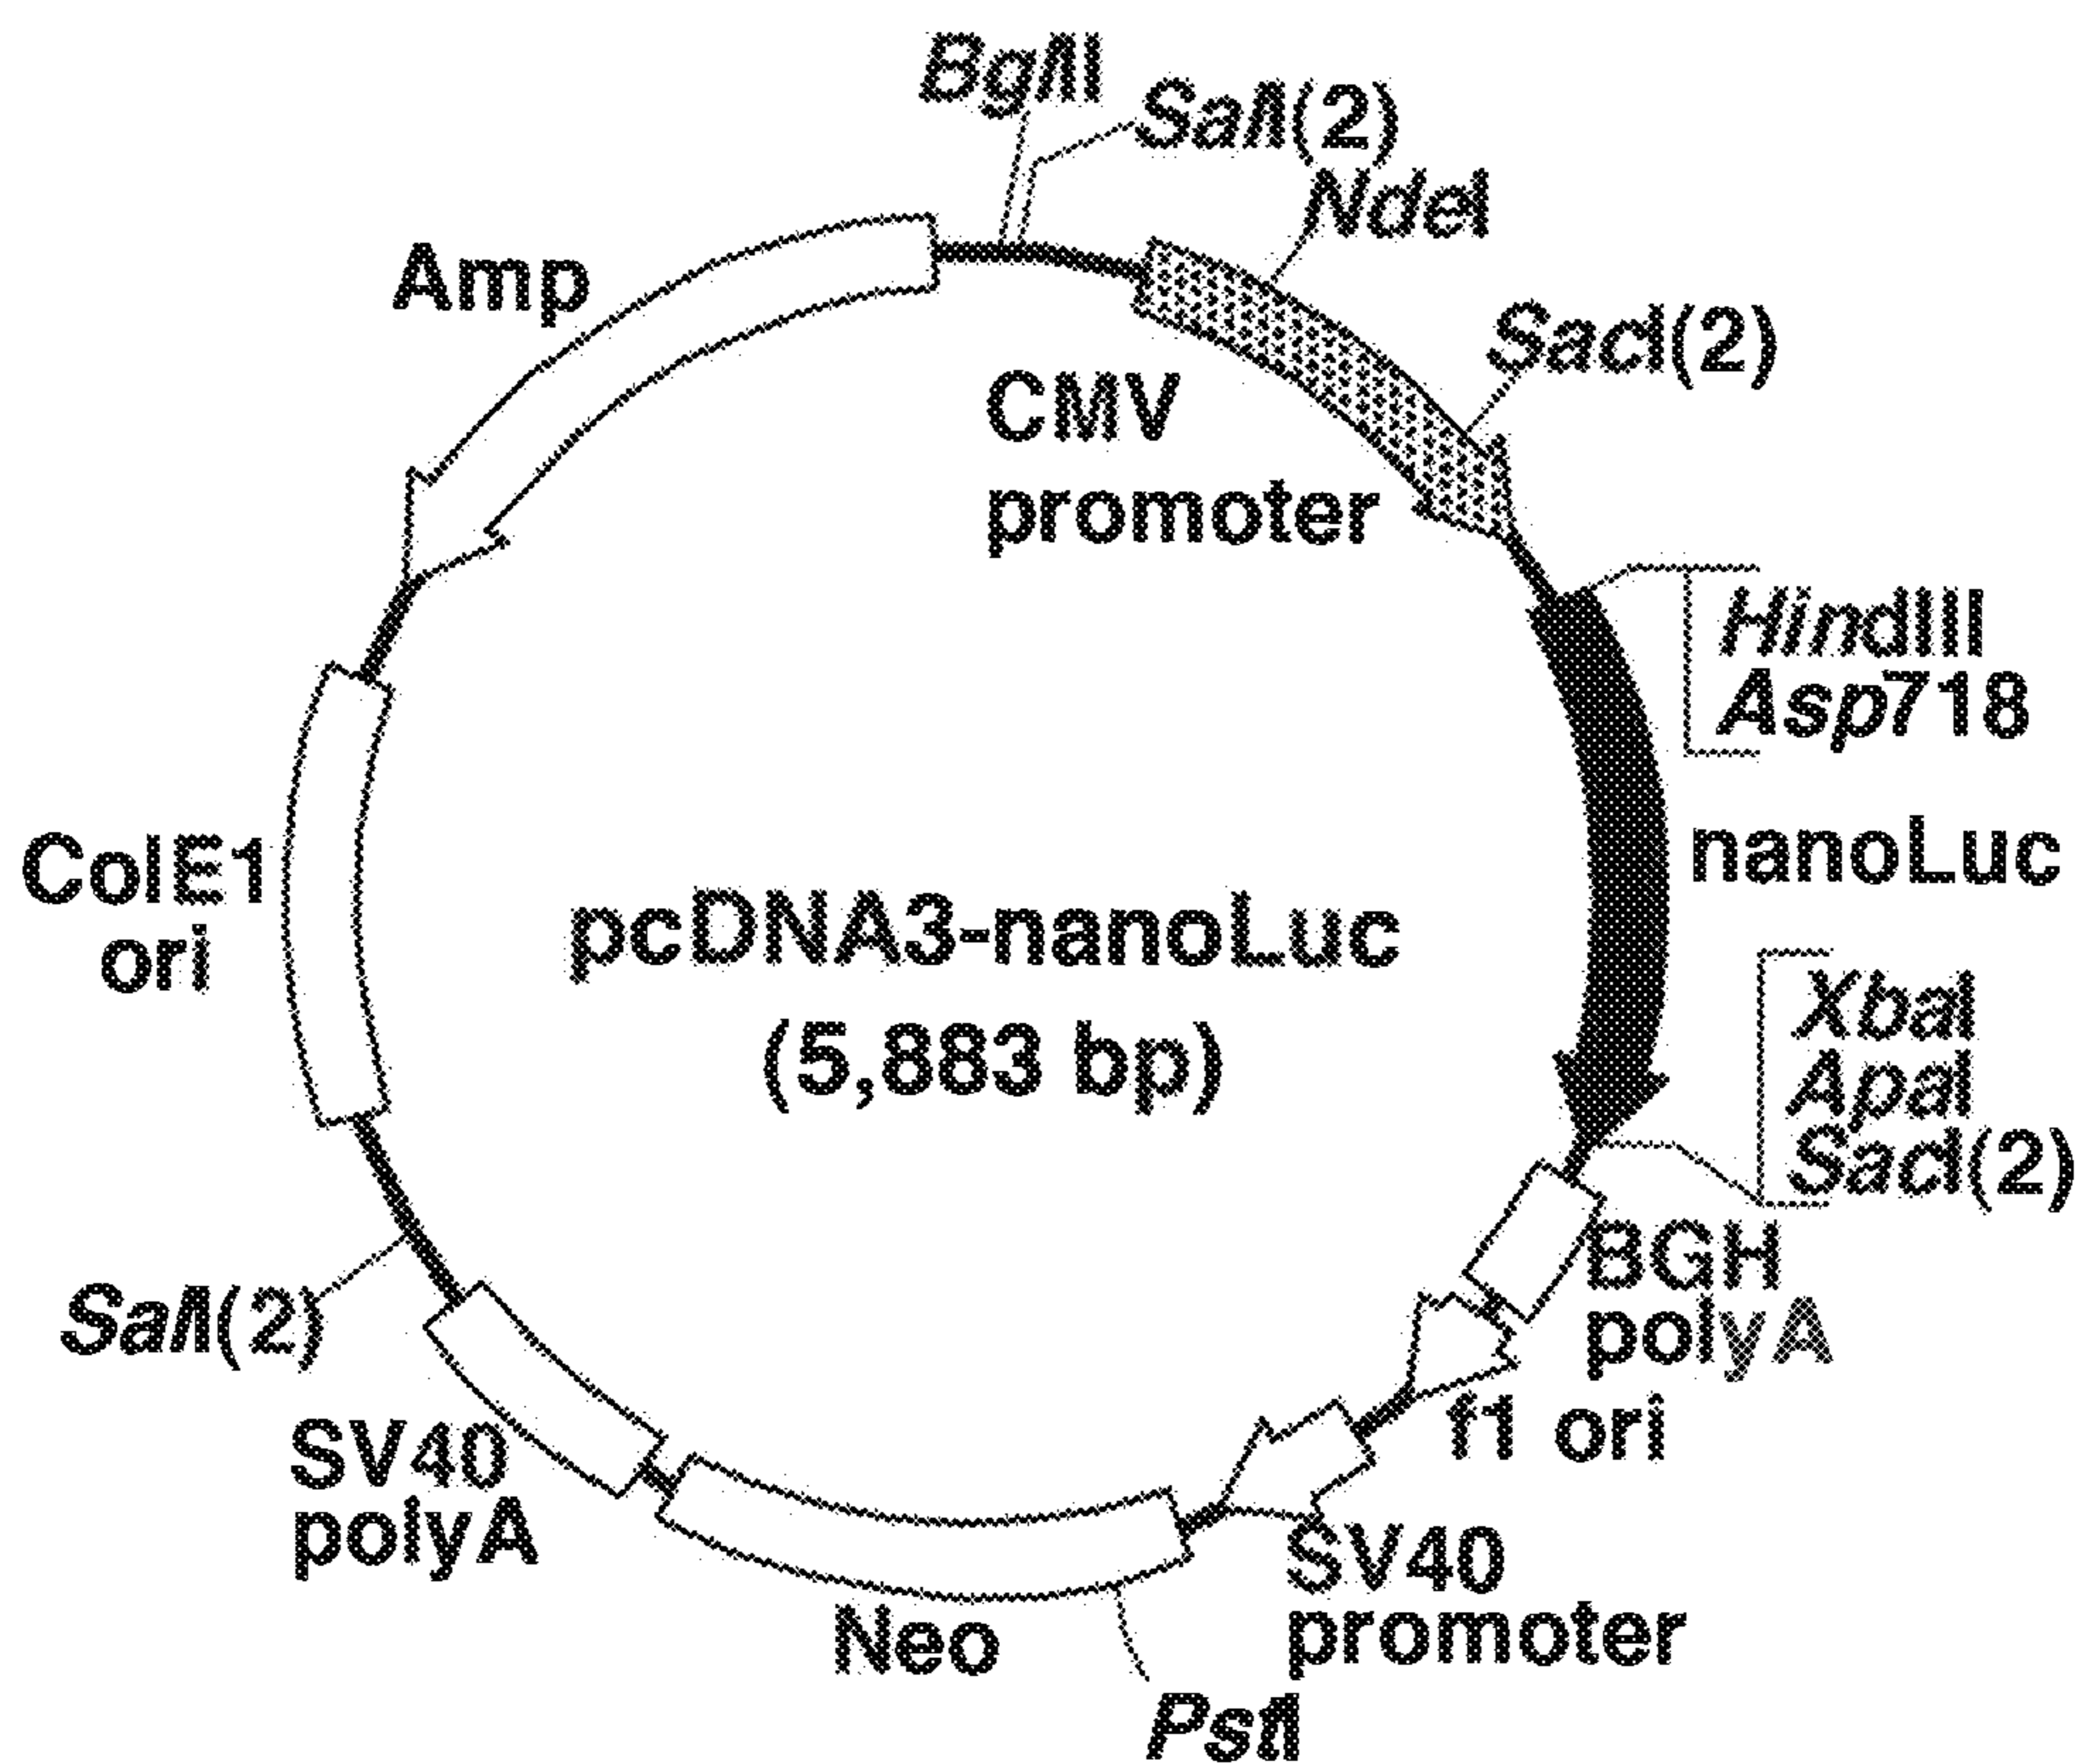 BglII
SalI(2)
NdeI
Amp
SacI(2)
CMV
promoter
HindIII
Asp718
nanoLuc
ColE1
ori
pcDNA3-nanoLuc
(5,883 bp)
XbaI
ApaI
SacI(2)
BGH
polyA
SalI(2)
f1 ori
SV40
polyA
SV40
promoter
Neo
PstI